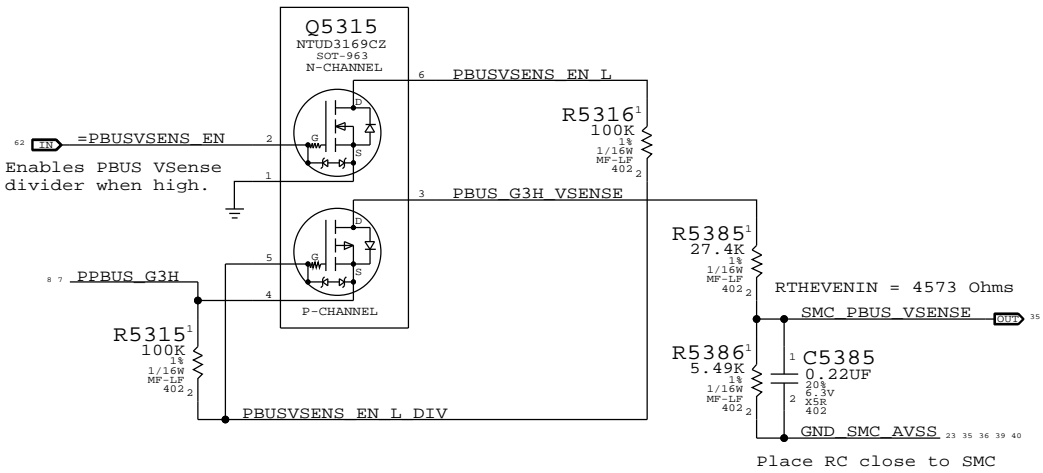 Q5315
NTUD3169CZ
SOT-963
N-CHANNEL
6 PBUSVSENS_EN_L
D
G
S
R5316 1
100K
1%
1/16W
MF-LF
402 2
62 IN =PBUSVSENS_EN 2
Enables PBUS VSense
divider when high.
1
3 PBUS_G3H_VSENSE
D
G
S
5
8 7 PPBUS_G3H
4
P-CHANNEL
R5315 1
100K
1%
1/16W
MF-LF
402 2
PBUSVSENS_EN_L_DIV
R5385 1
27.4K
1%
1/16W
MF-LF
402 2
RTHEVENIN = 4573 Ohms
SMC_PBUS_VSENSE OUT 35
R5386 1
5.49K
1%
1/16W
MF-LF
402 2
1 C5385
0.22UF
20%
6.3V
2 X5R
402
GND_SMC_AVSS 23 35 36 39 40
Place RC close to SMC